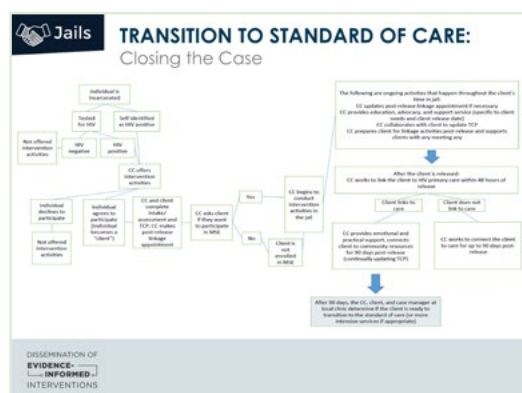 Jails
TRANSITION TO STANDARD OF CARE:
Closing the Case
Individual is
incarcerated
Tested
for HIV
Self identified
as HIV positive
Not offered
intervention
activities
HIV
negative
HIV
positive
CC offers
intervention
activities
Individual
declines to
participate
Individual
agrees to
participate
(individual
becomes a
"client")
CC and client
complete
intake/
assessment and
TCP; CC makes
post-release
linkage
appointment
Not offered
intervention
activities
CC asks client
if they want
to participate
in MSE
Yes
No
Client is
not
enrolled in
MSE
CC begins to
conduct
intervention
activities in
the jail
The following are ongoing activities that happen throughout the client's
time in jail:
CC updates post-release linkage appointment if necessary
CC provides education, advocacy, and support service (specific to
client needs and client release date)
CC collaborates with client to update TCP
CC prepares client for linkage activities post-release and supports
clients with any meeting any
After the client is released:
CC works to link the client to HIV primary care within 48 hours of
release
Client links to
care
Client does not
link to care
CC provides emotional and
practical support, connects
client to community resources
for 90 days post release
(continually updating TCP)
CC works to connect the client
to care for up to 90 days post-
release
After 90 days, the CC, client, and case manager at
local clinic determine if the client is ready to
transition to the standard of care (or more
intensive services if appropriate)
DISSEMINATION OF
EVIDENCE-
INFORMED
INTERVENTIONS